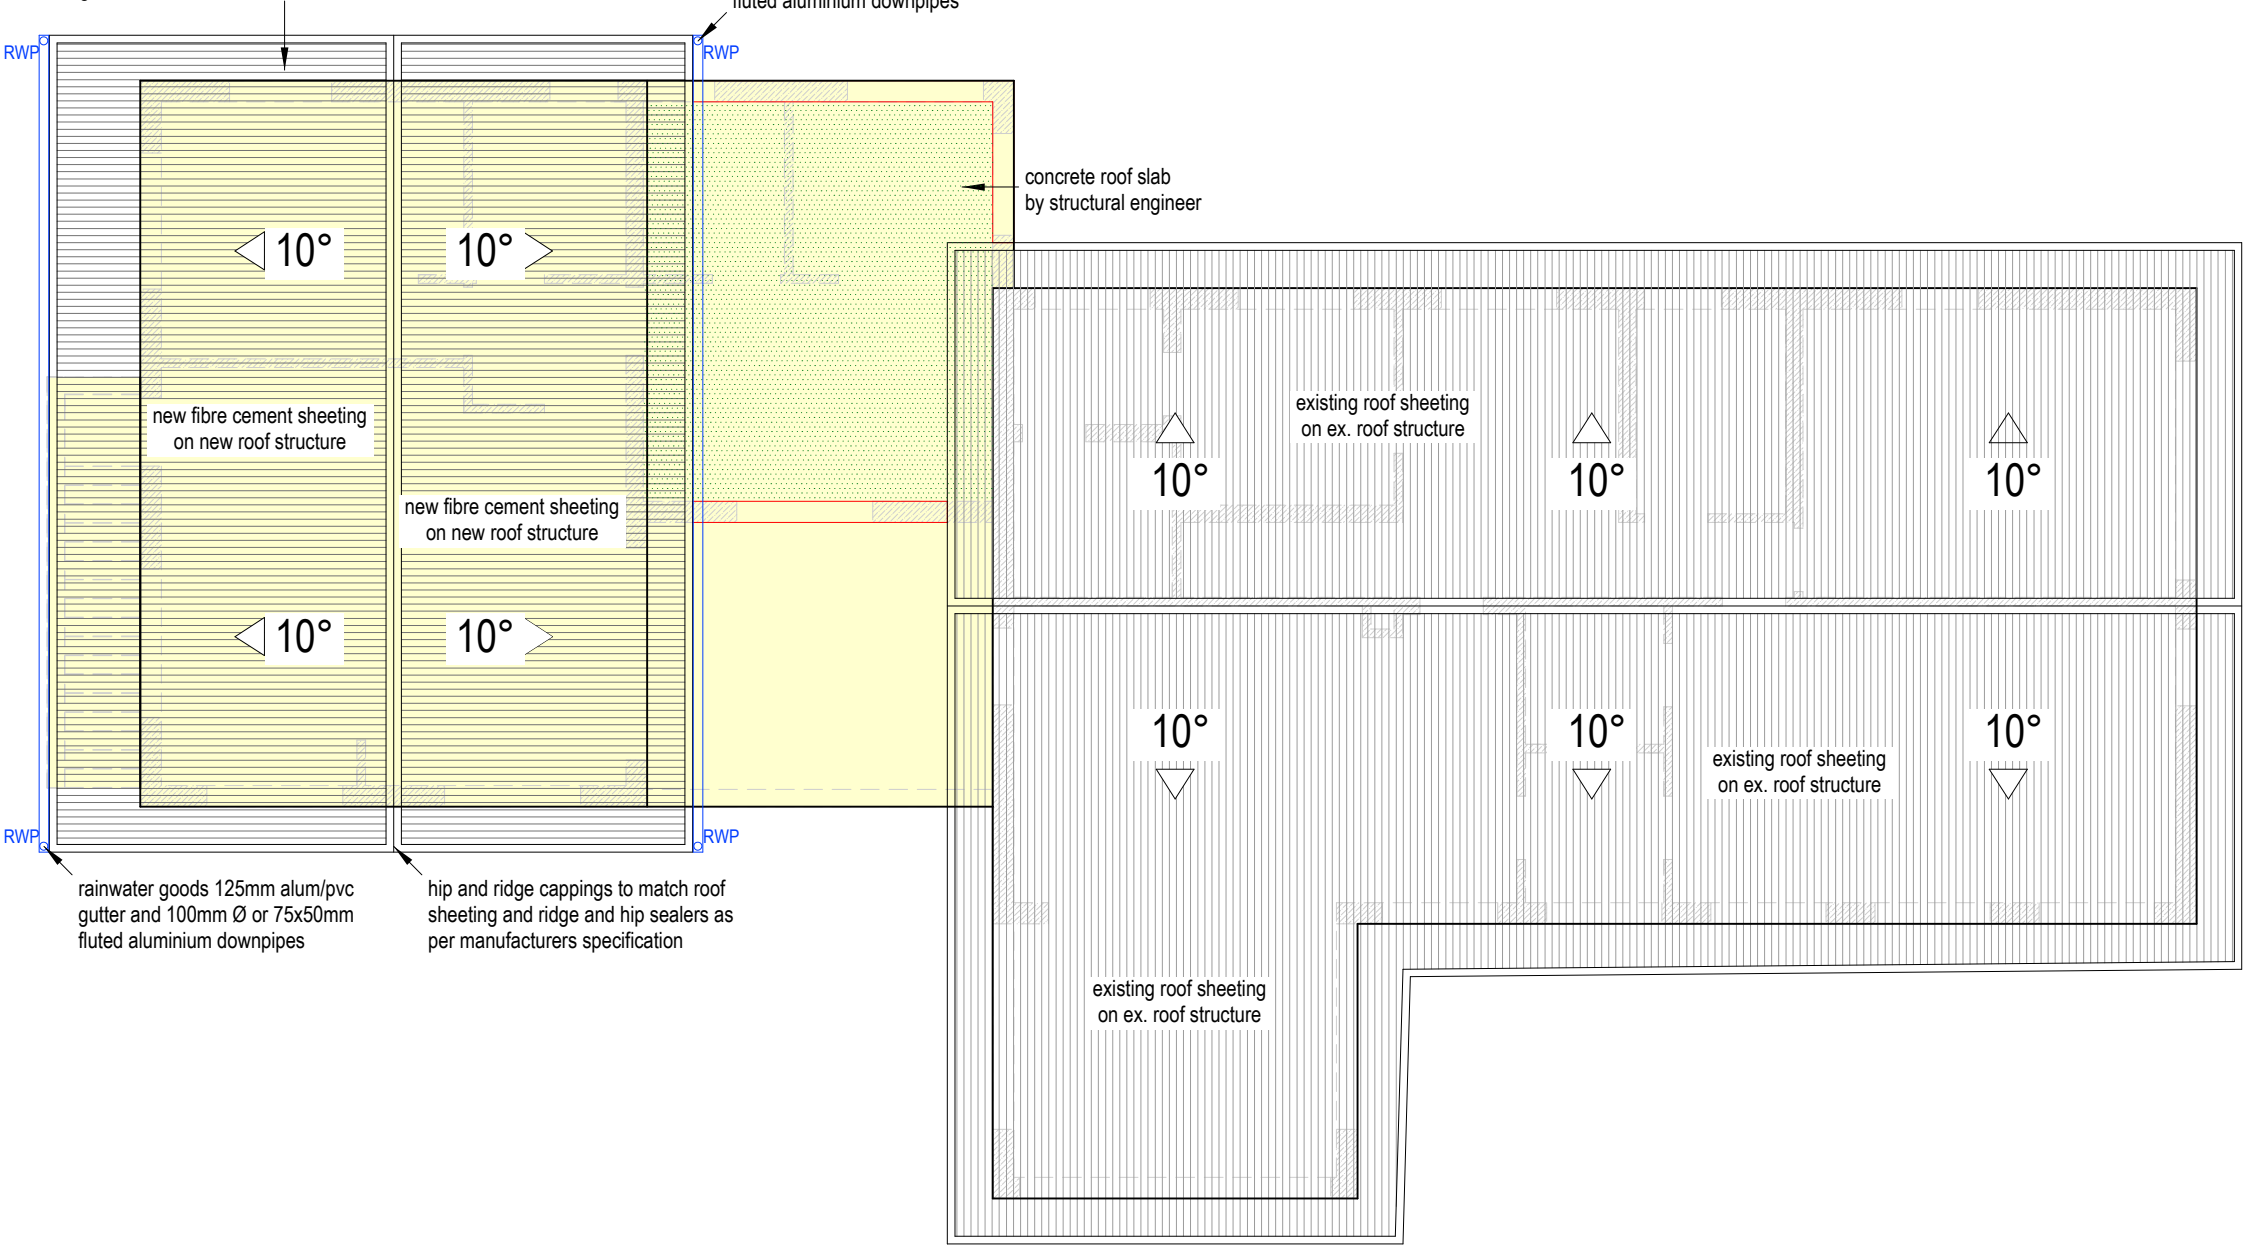 fluted aluminium downpipes
RWP
RWP
concrete roof slab
by structural engineer
10°
10°
new fibre cement sheeting
on new roof structure
existing roof sheeting
on ex. roof structure
10°
10°
10°
new fibre cement sheeting
on new roof structure
10°
10°
10°
10°
10°
existing roof sheeting
on ex. roof structure
RWP
RWP
rainwater goods 125mm alum/pvc
gutter and 100mm Ø or 75x50mm
fluted aluminium downpipes
hip and ridge cappings to match roof
sheeting and ridge and hip sealers as
per manufacturers specification
existing roof sheeting
on ex. roof structure